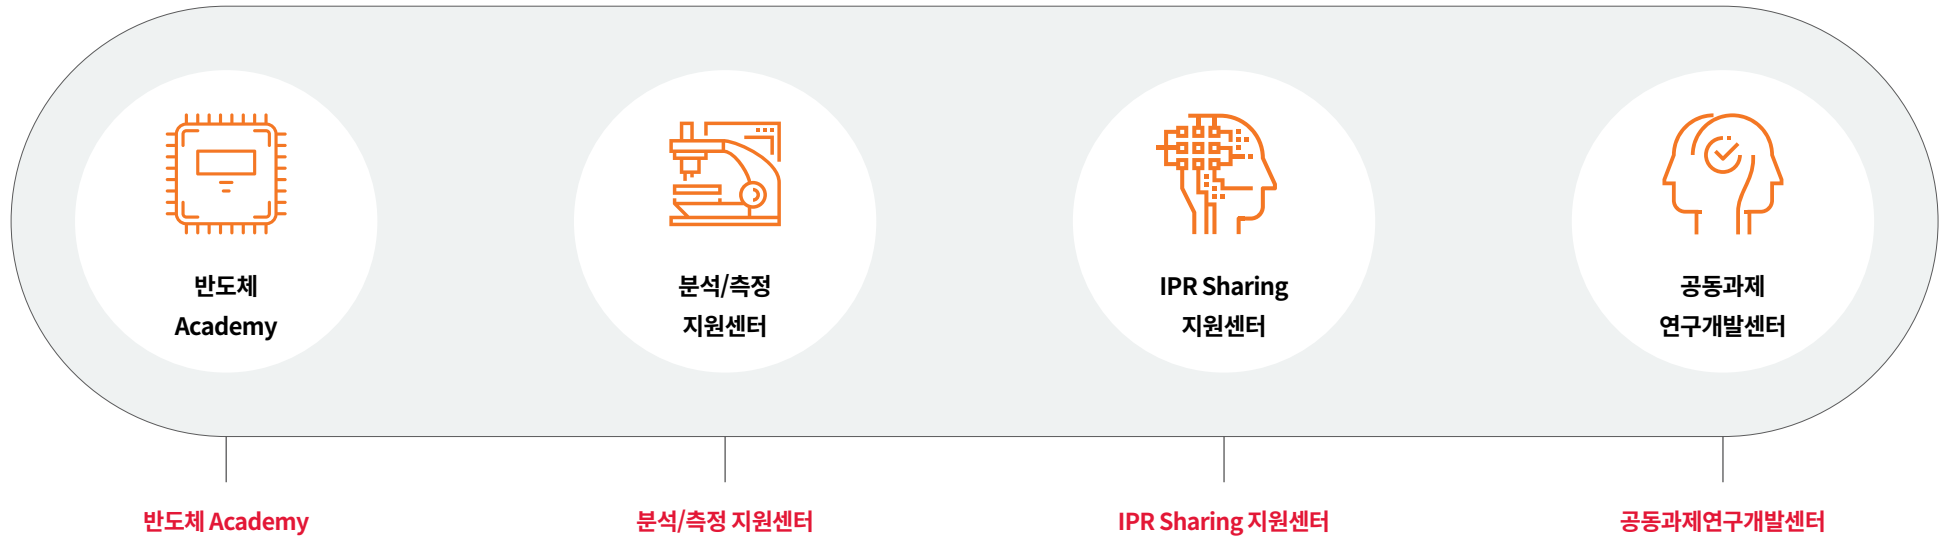 반도체
Academy
분석/측정
지원센터
IPR Sharing
지원센터
공동과제
연구개발센터
반도체 Academy
분석/측정 지원센터
IPR Sharing 지원센터
공동과제연구개발센터